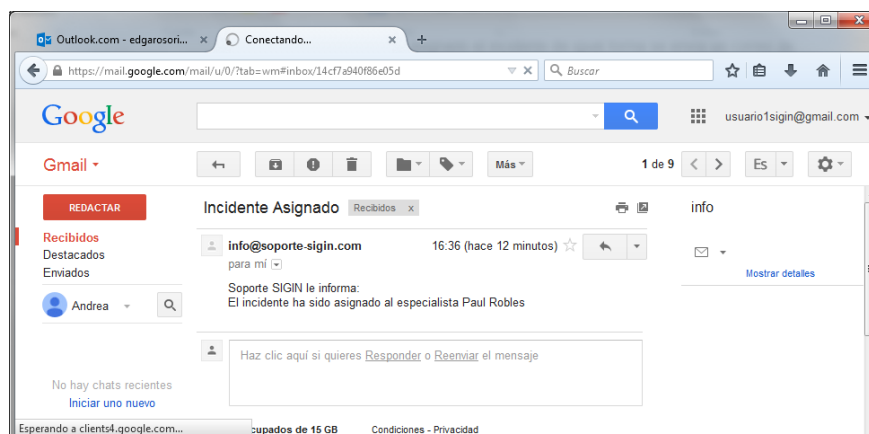 Outlook.com - edgarosori...
Conectando...
https://mail.google.com/mail/u/0/?tab=wm#inbox/14cf7a940f86e05d
Buscar
Google
usuario1sigin@gmail.com
Gmail
Más
1 de 9
Es
REDACTAR
Incidente Asignado
Recibidos x
info
Recibidos
Destacados
Enviados
info@soporte-sigin.com
16:36 (hace 12 minutos)
para mí
Mostrar detalles
Soporte SIGIN le informa:
El incidente ha sido asignado al especialista Paul Robles
Andrea
Haz clic aquí si quieres Responder o Reenviar el mensaje
No hay chats recientes
Iniciar uno nuevo
Esperando a clients4.google.com...
cupados de 15 GB
Condiciones - Privacidad